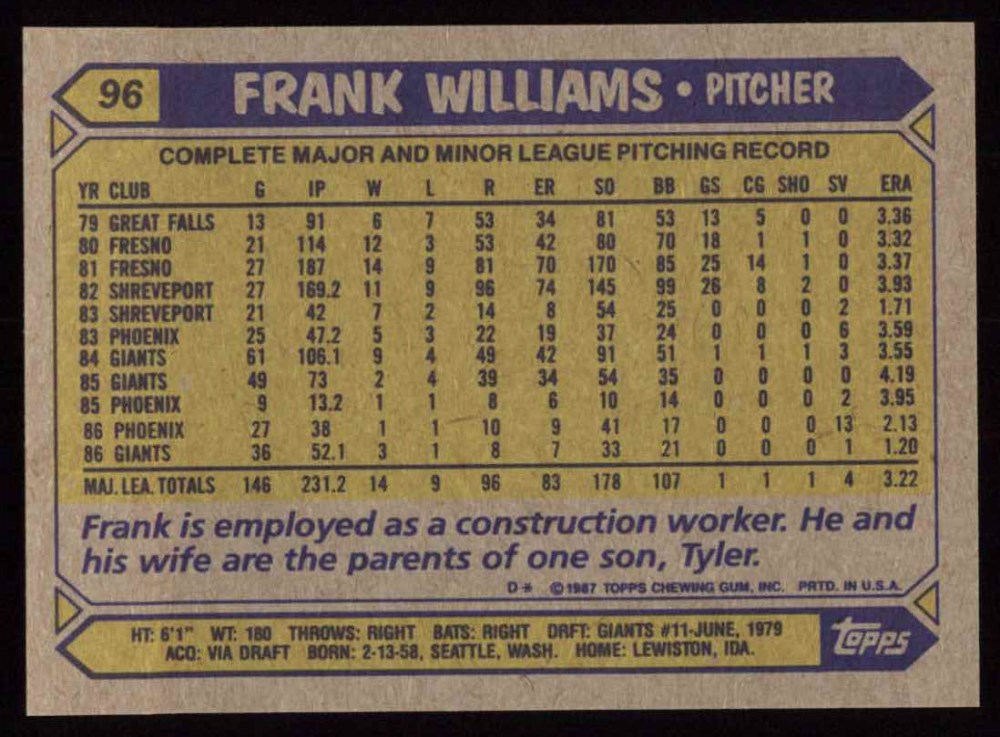 96 FRANK WILLIAMS • PITCHER
COMPLETE MAJOR AND MINOR LEAGUE PITCHING RECORD
YR CLUB G IP W L R ER SO BB GS CG SHO SV ERA
79 GREAT FALLS 13 91 6 7 53 34 81 53 13 5 0 0 3.36
80 FRESNO 21 114 12 3 53 42 80 70 18 1 1 0 3.32
81 FRESNO 27 187 14 9 81 70 170 85 25 14 1 0 3.37
82 SHREVEPORT 27 169.2 11 9 96 74 145 99 26 8 2 0 3.93
83 SHREVEPORT 21 42 7 2 14 8 54 25 0 0 0 2 1.71
83 PHOENIX 25 47.2 5 3 22 19 37 24 0 0 0 6 3.59
84 GIANTS 61 106.1 9 4 49 42 91 51 1 1 1 3 3.55
85 GIANTS 49 73 2 4 39 34 54 35 0 0 0 0 4.19
85 PHOENIX 9 13.2 1 1 8 6 10 14 0 0 0 2 3.95
86 PHOENIX 27 38 1 1 10 9 41 17 0 0 0 13 2.13
86 GIANTS 36 52.1 3 1 8 7 33 21 0 0 0 1 1.20
MAJ. LEA. TOTALS 146 231.2 14 9 96 83 178 107 1 1 1 4 3.22
Frank is employed as a construction worker. He and
his wife are the parents of one son, Tyler.
D* ©1987 TOPPS CHEWING GUM, INC. PRTD. IN U.S.A.
HT: 6'1" WT: 180 THROWS: RIGHT BATS: RIGHT DRFT: GIANTS #11-JUNE, 1979
ACQ: VIA DRAFT BORN: 2-13-58, SEATTLE, WASH. HOME: LEWISTON, IDA.
topps